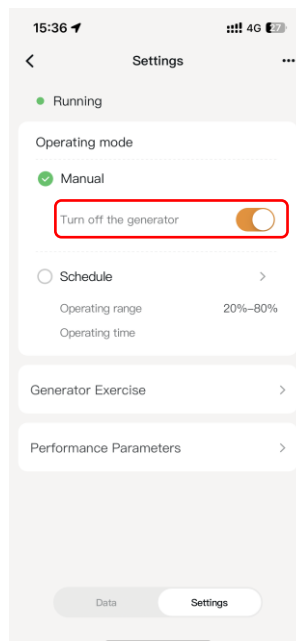 15:36 4G 27
Settings
Running
Operating mode
Manual
Turn off the generator
Schedule
Operating range 20%–80%
Operating time
Generator Exercise
Performance Parameters
Data Settings